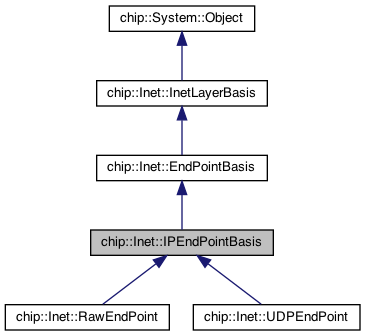 chip::System::Object
chip::Inet::InetLayerBasis
chip::Inet::EndPointBasis
chip::Inet::IPEndPointBasis
chip::Inet::RawEndPoint
chip::Inet::UDPEndPoint